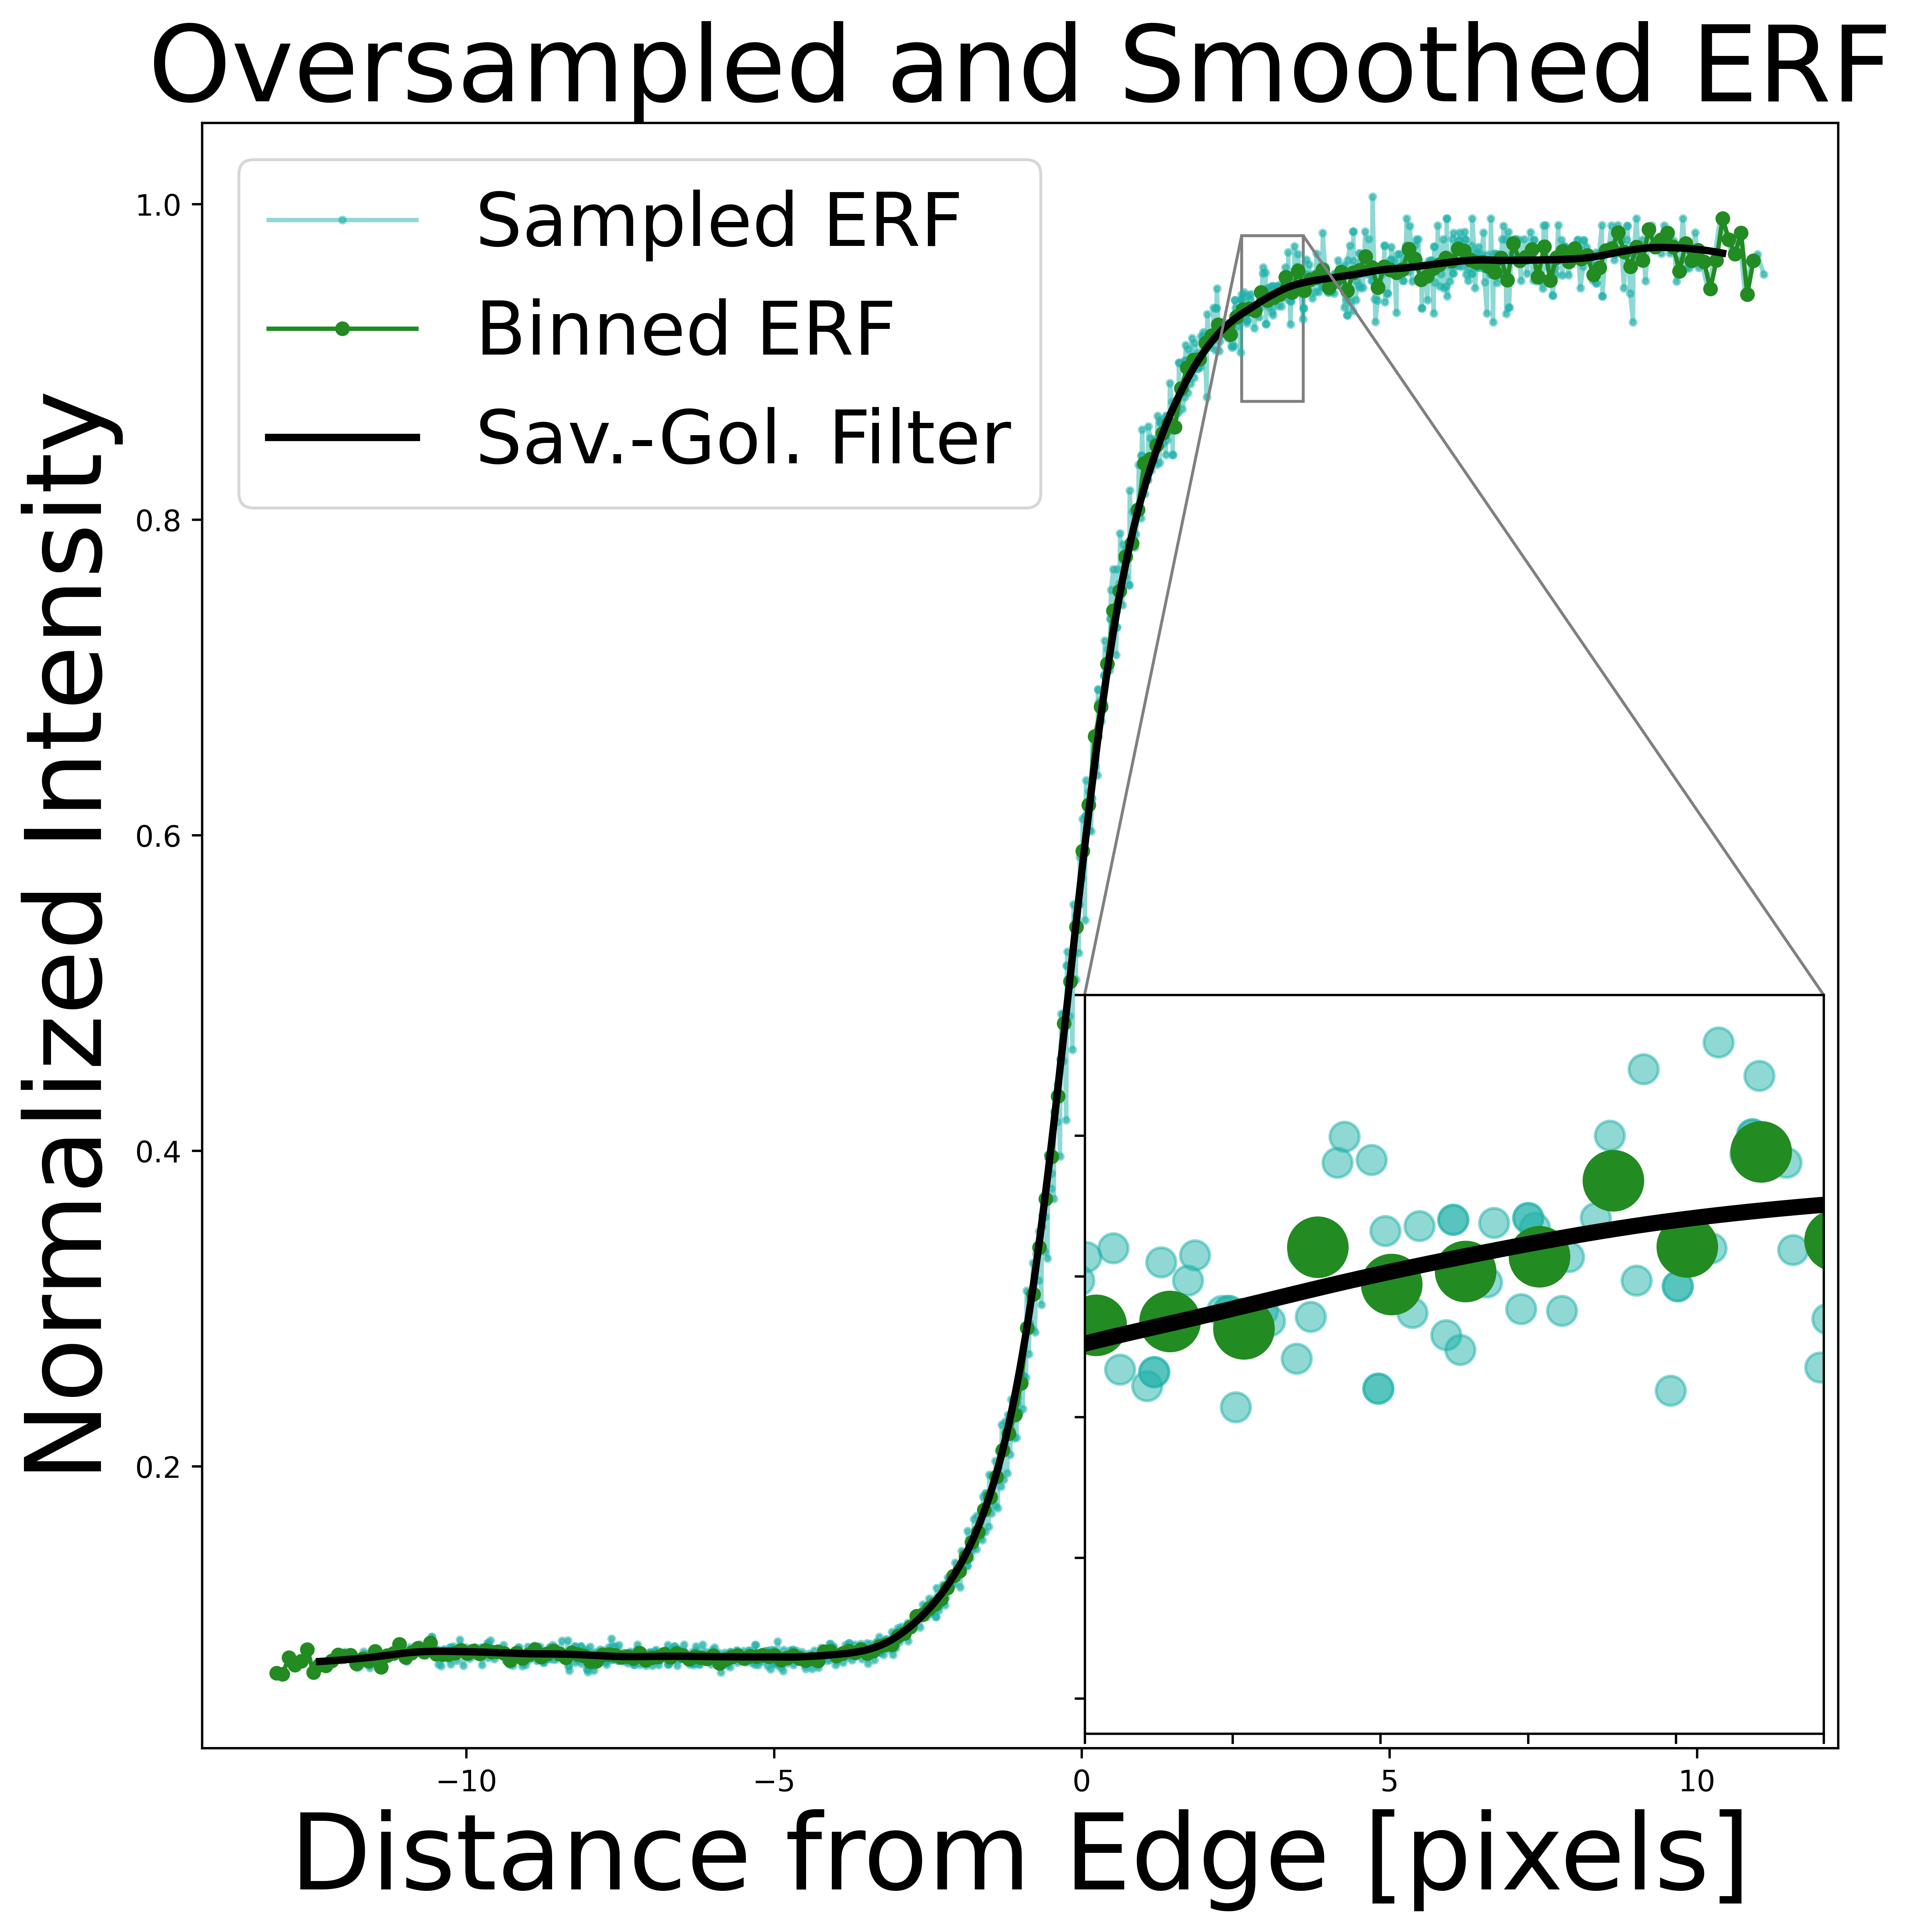 Oversampled and Smoothed ERF
Sampled ERF
Binned ERF
Sav.-Gol. Filter
Normalized Intensity
1.0
0.8
0.6
0.4
0.2
−10 −5 0 5 10
Distance from Edge [pixels]